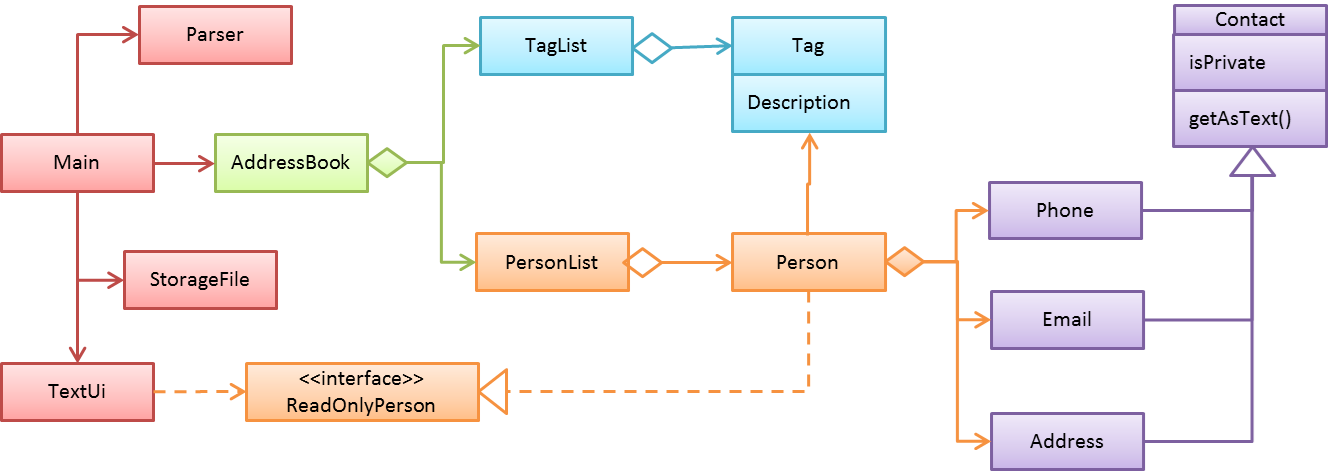 Parser
TagList
Tag
Description
Contact
isPrivate
getAsText()
Main
AddressBook
Phone
PersonList
Person
StorageFile
Email
TextUi
<<interface>>
ReadOnlyPerson
Address